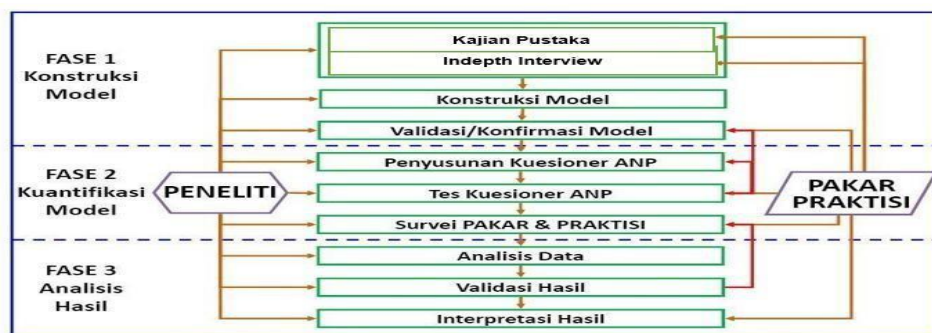 FASE 1
Konstruksi
Model
Kajian Pustaka
Indepth Interview
Konstruksi Model
Validasi/Konfirmasi Model
FASE 2
Kuantifikasi
Model
PENELITI
Penyusunan Kuesioner ANP
Tes Kuesioner ANP
Survei PAKAR & PRAKTISI
PAKAR
PRAKTISI
FASE 3
Analisis
Hasil
Analisis Data
Validasi Hasil
Interpretasi Hasil